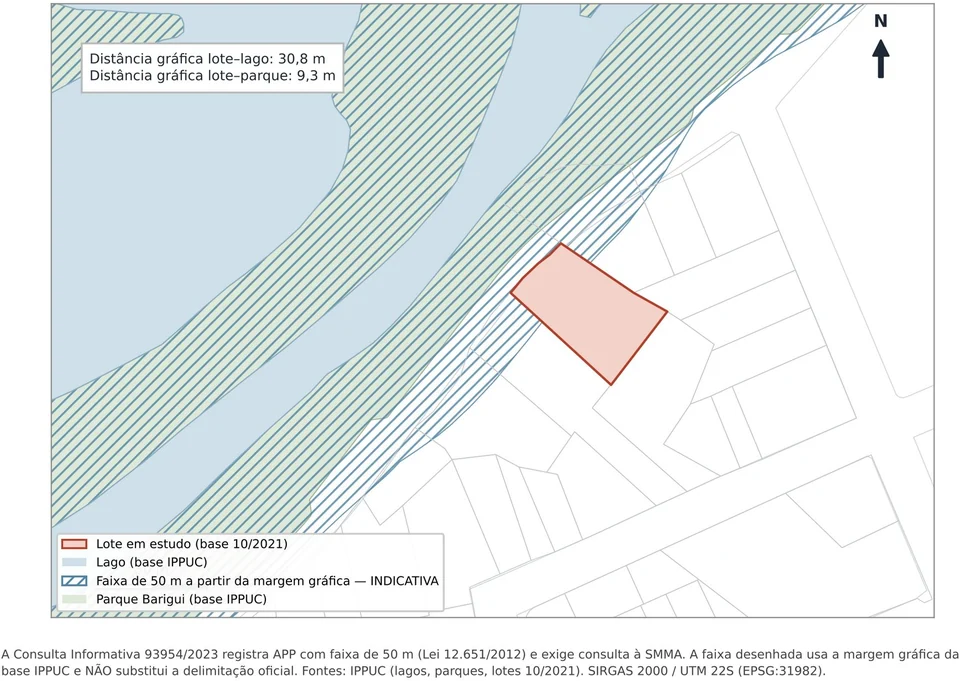 N
Distância gráfica lote–lago: 30,8 m
Distância gráfica lote–parque: 9,3 m
Lote em estudo (base 10/2021)
Lago (base IPPUC)
Faixa de 50 m a partir da margem gráfica — INDICATIVA
Parque Barigui (base IPPUC)
A Consulta Informativa 93954/2023 registra APP com faixa de 50 m (Lei 12.651/2012) e exige consulta à SMMA. A faixa desenhada usa a margem gráfica da
base IPPUC e NÃO substitui a delimitação oficial. Fontes: IPPUC (lagos, parques, lotes 10/2021). SIRGAS 2000 / UTM 22S (EPSG:31982).